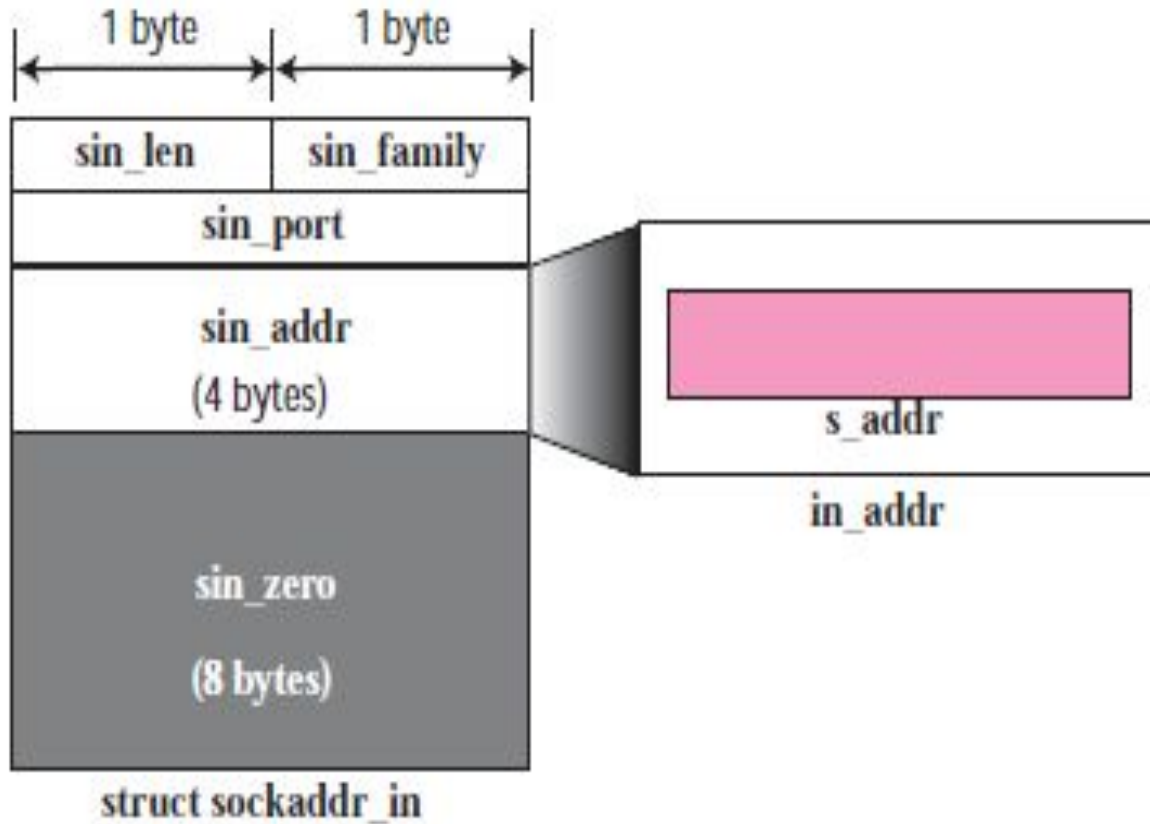 1 byte 1 byte
sin_len sin_family
sin_port
sin_addr
(4 bytes)
s_addr
in_addr
sin_zero
(8 bytes)
struct sockaddr_in